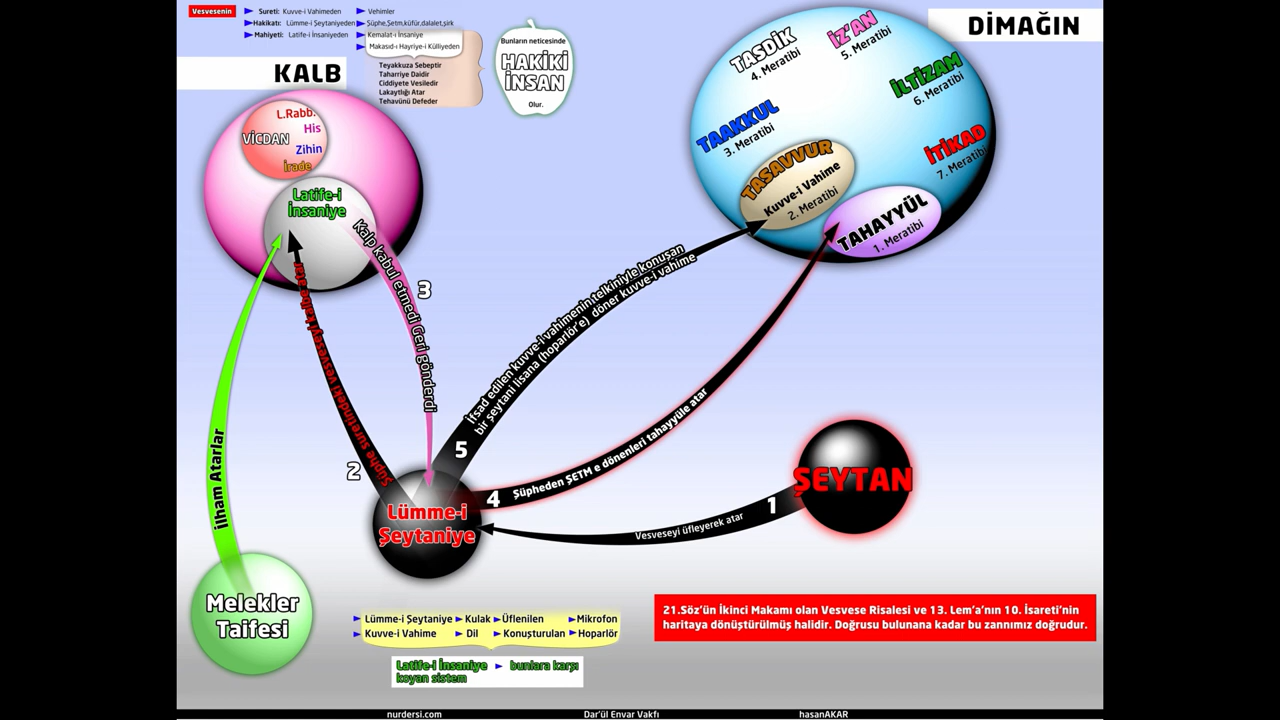 Vesvesenin
Sureti: Kuvve-i Vahimeden
Vehimler
Hakikatı: Lümme-i Şeytaniyeden
Şüphe,Şetm,küfür,dalalet,şirk
Mahiyeti: Latife-i İnsaniyeden
Kemalat-ı İnsaniye
Makasıd-ı Hayriye-i Külliyeden
Teyakkuza Sebeptir
Taharriye Daidir
Ciddiyete Vesiledir
Lakaytlığı Atar
Tehavünü Defeder
Bunların neticesinde
HAKİKİ
İNSAN
Olur.
DİMAĞIN
TASDİK
4. Meratibi
İZ'AN
5. Meratibi
İLTİZAM
6. Meratibi
TAAKKUL
3. Meratibi
İTİKAD
7. Meratibi
TASAVVUR
Kuvve-i Vahime
2. Meratibi
TAHAYYÜL
1. Meratibi
KALB
VİCDAN
L.Rabb.
His
Zihin
İrade
Latife-i
İnsaniye
Kalp kabul etmedi Geri gönderdi
3
Şüphe suretindeki vesveseyi kalbe atar
2
İfsad edilen kuvve-i vahimenin telkiniyle konuşan
bir şeytani lisana (hoparlör'e) döner kuvve-i vahime
5
Şüpheden ŞETM e dönenleri tahayyüle atar
4
Vesveseyi üfleyerek atar
1
ŞEYTAN
Lümme-i
Şeytaniye
İlham Atarlar
Melekler
Taifesi
Lümme-i Şeytaniye Kulak Üflenilen Mikrofon
Kuvve-i Vahime Dil Konuşturulan Hoparlör
Latife-i İnsaniye bunlara karşı
koyan sistem
21.Söz'ün İkinci Makamı olan Vesvese Risalesi ve 13. Lem'a'nın 10. İsareti'nin
haritaya dönüştürülmüş halidir. Doğrusu bulunana kadar bu zannımız doğrudur.
nurdersi.com
Dar'ül Envar Vakfı
hasanAKAR